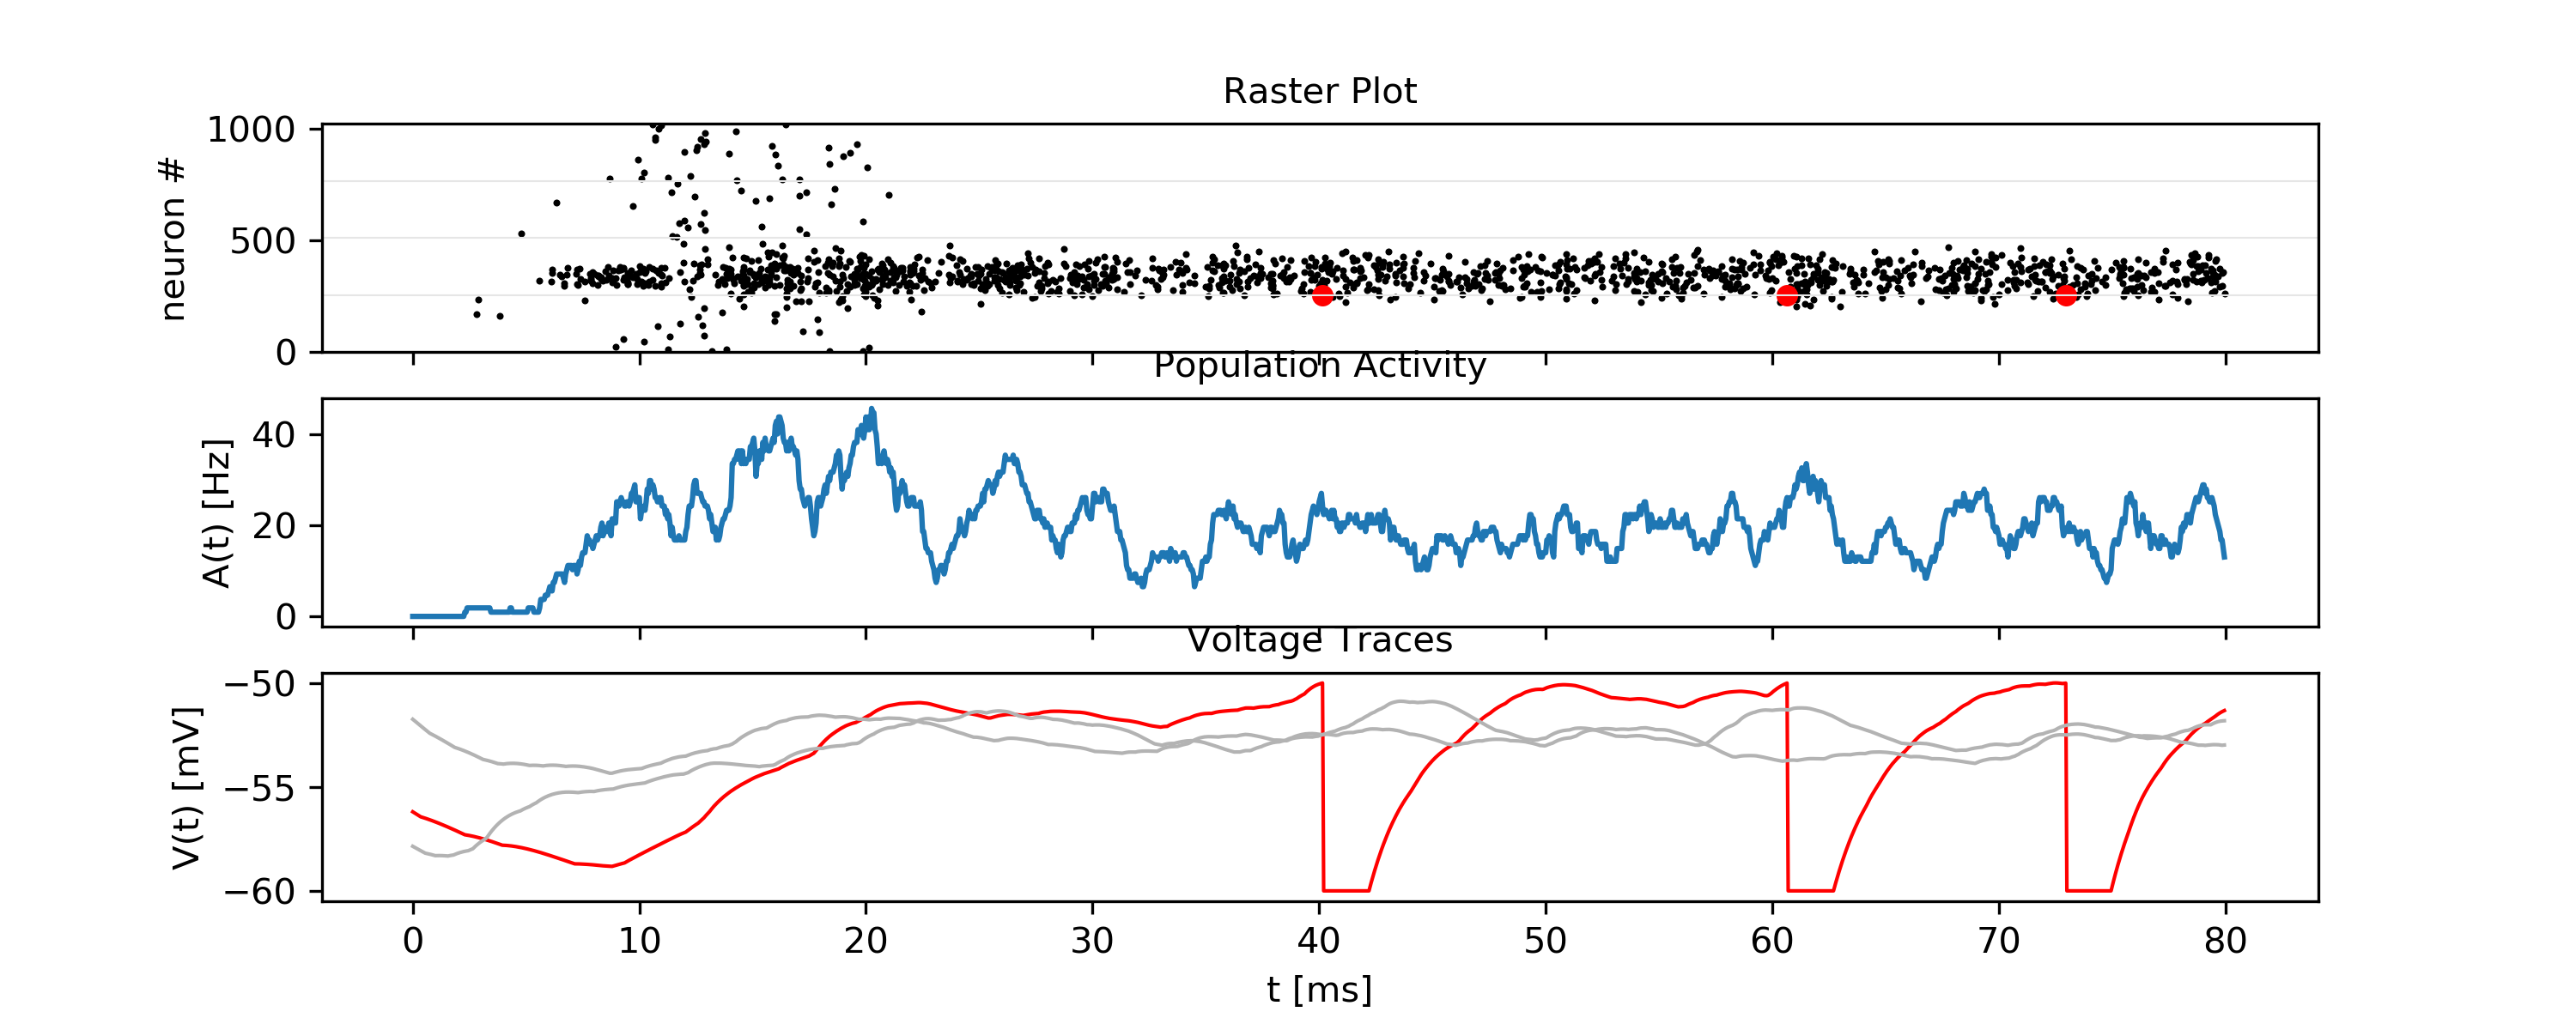 Raster Plot
1000
500
0
neuron #
Population Activity
40
20
0
A(t) [Hz]
Voltage Traces
−50
−55
−60
V(t) [mV]
0 10 20 30 40 50 60 70 80
t [ms]